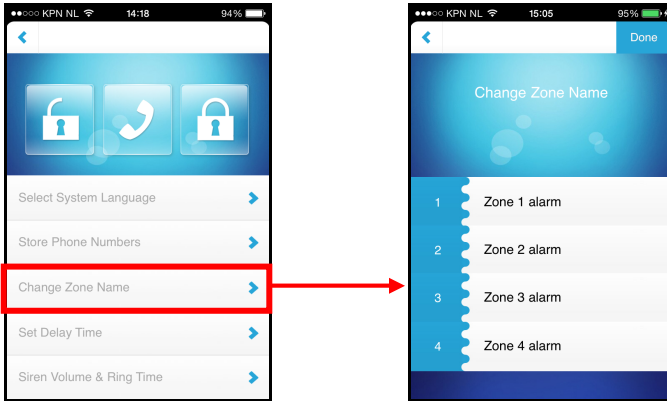 KPN NL 14:18 94%
Select System Language
Store Phone Numbers
Change Zone Name
Set Delay Time
Siren Volume & Ring Time
KPN NL 15:05 95%
Done
Change Zone Name
1 Zone 1 alarm
2 Zone 2 alarm
3 Zone 3 alarm
4 Zone 4 alarm